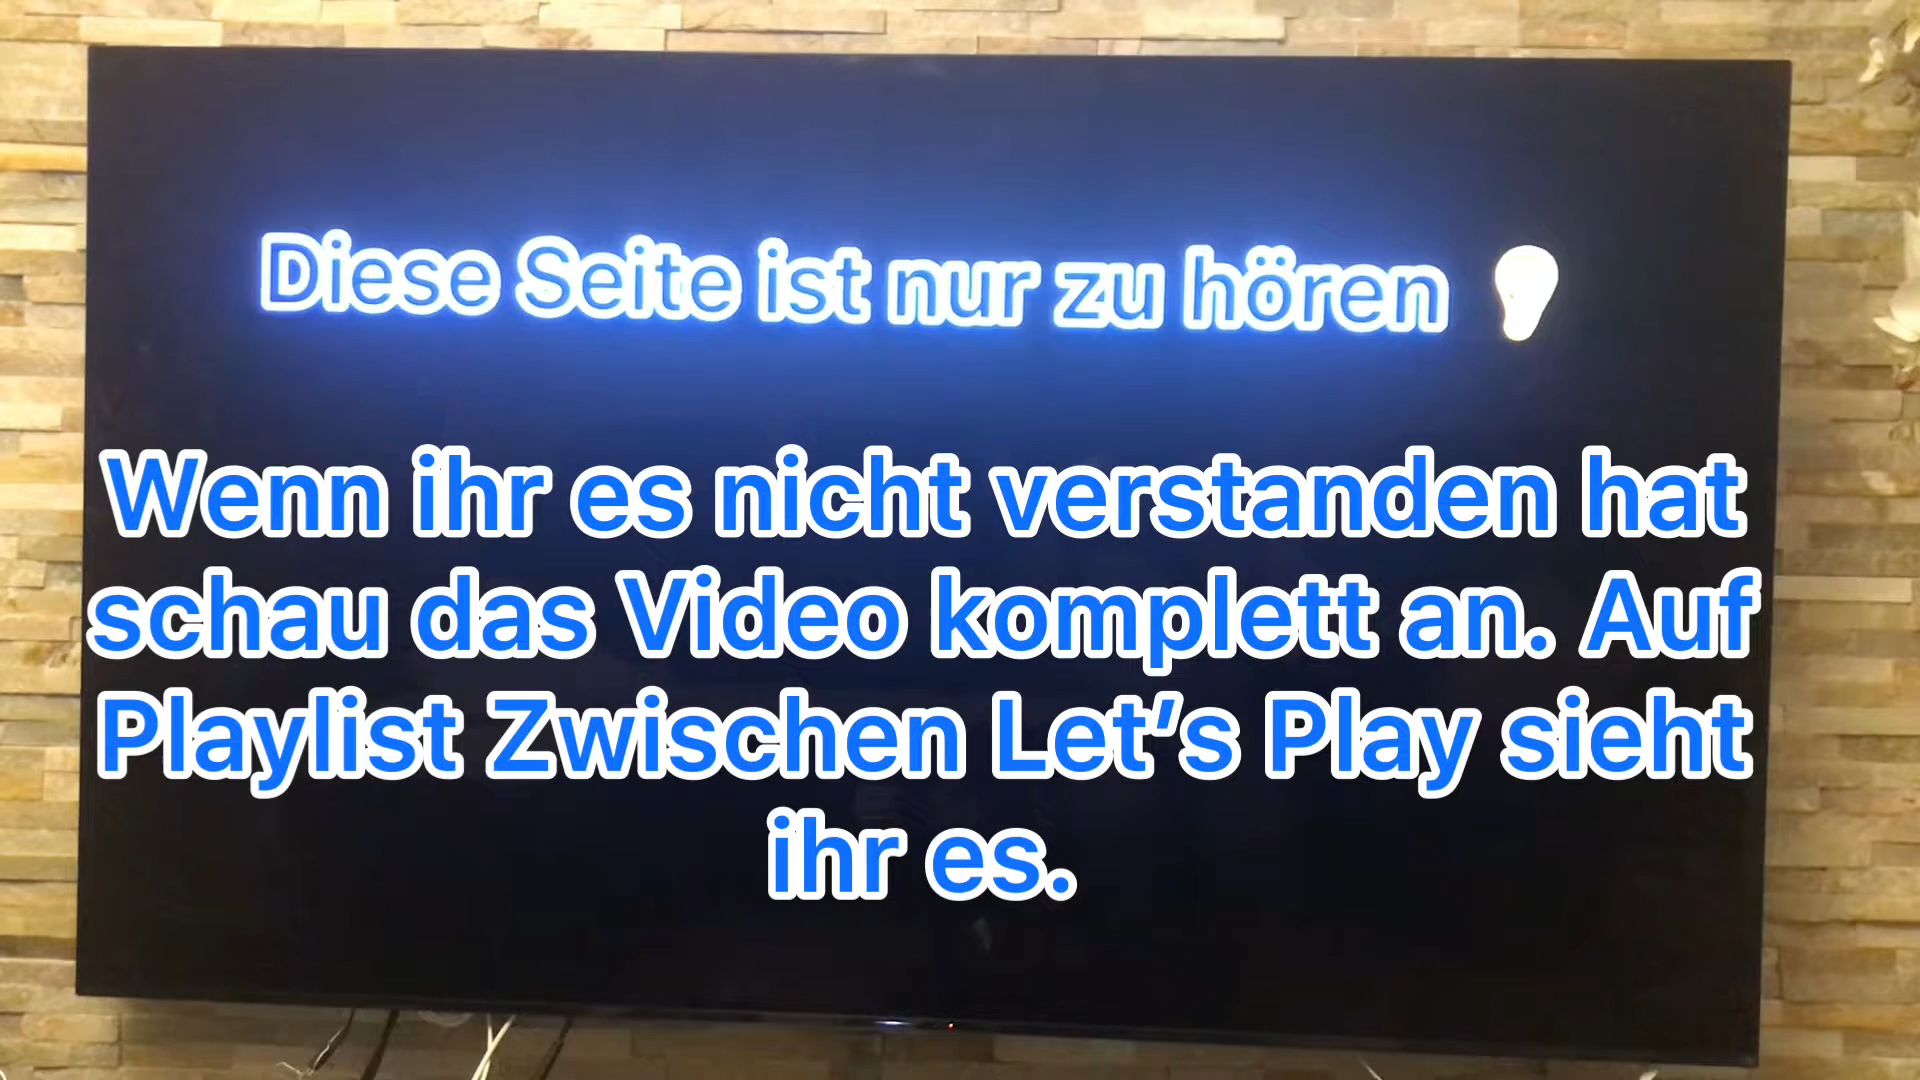 Diese Seite ist nur zu hören 💡
Wenn ihr es nicht verstanden hat
schau das Video komplett an. Auf
Playlist Zwischen Let’s Play sieht
ihr es.